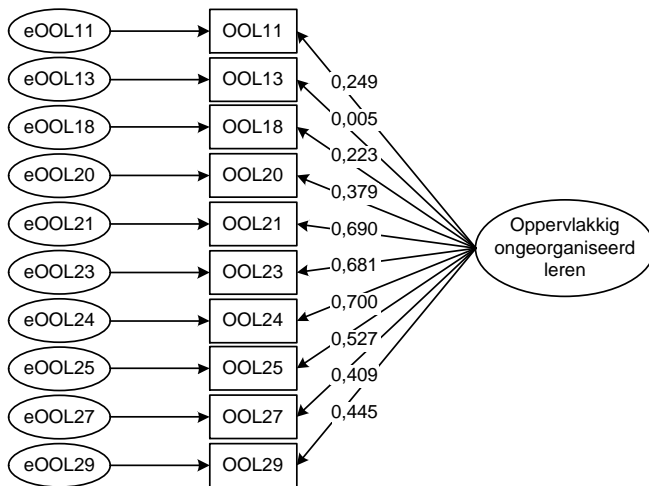 eOOL11 OOL11
0,249
eOOL13 OOL13
0,005
eOOL18 OOL18
0,223
eOOL20 OOL20
0,379
eOOL21 OOL21
0,690
Oppervlakkig
ongeorganiseerd
leren
eOOL23 OOL23
0,681
eOOL24 OOL24
0,700
eOOL25 OOL25
0,527
eOOL27 OOL27
0,409
eOOL29 OOL29
0,445